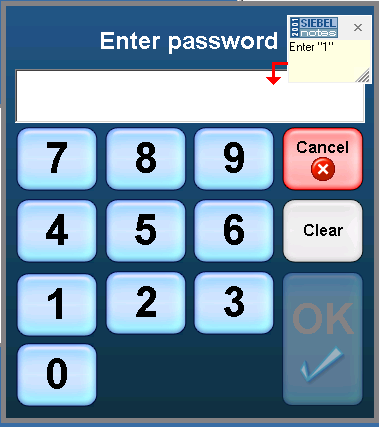 Enter password
2001 SIEBEL
notes
Enter "1"
7 8 9 Cancel
4 5 6 Clear
1 2 3
OK
0